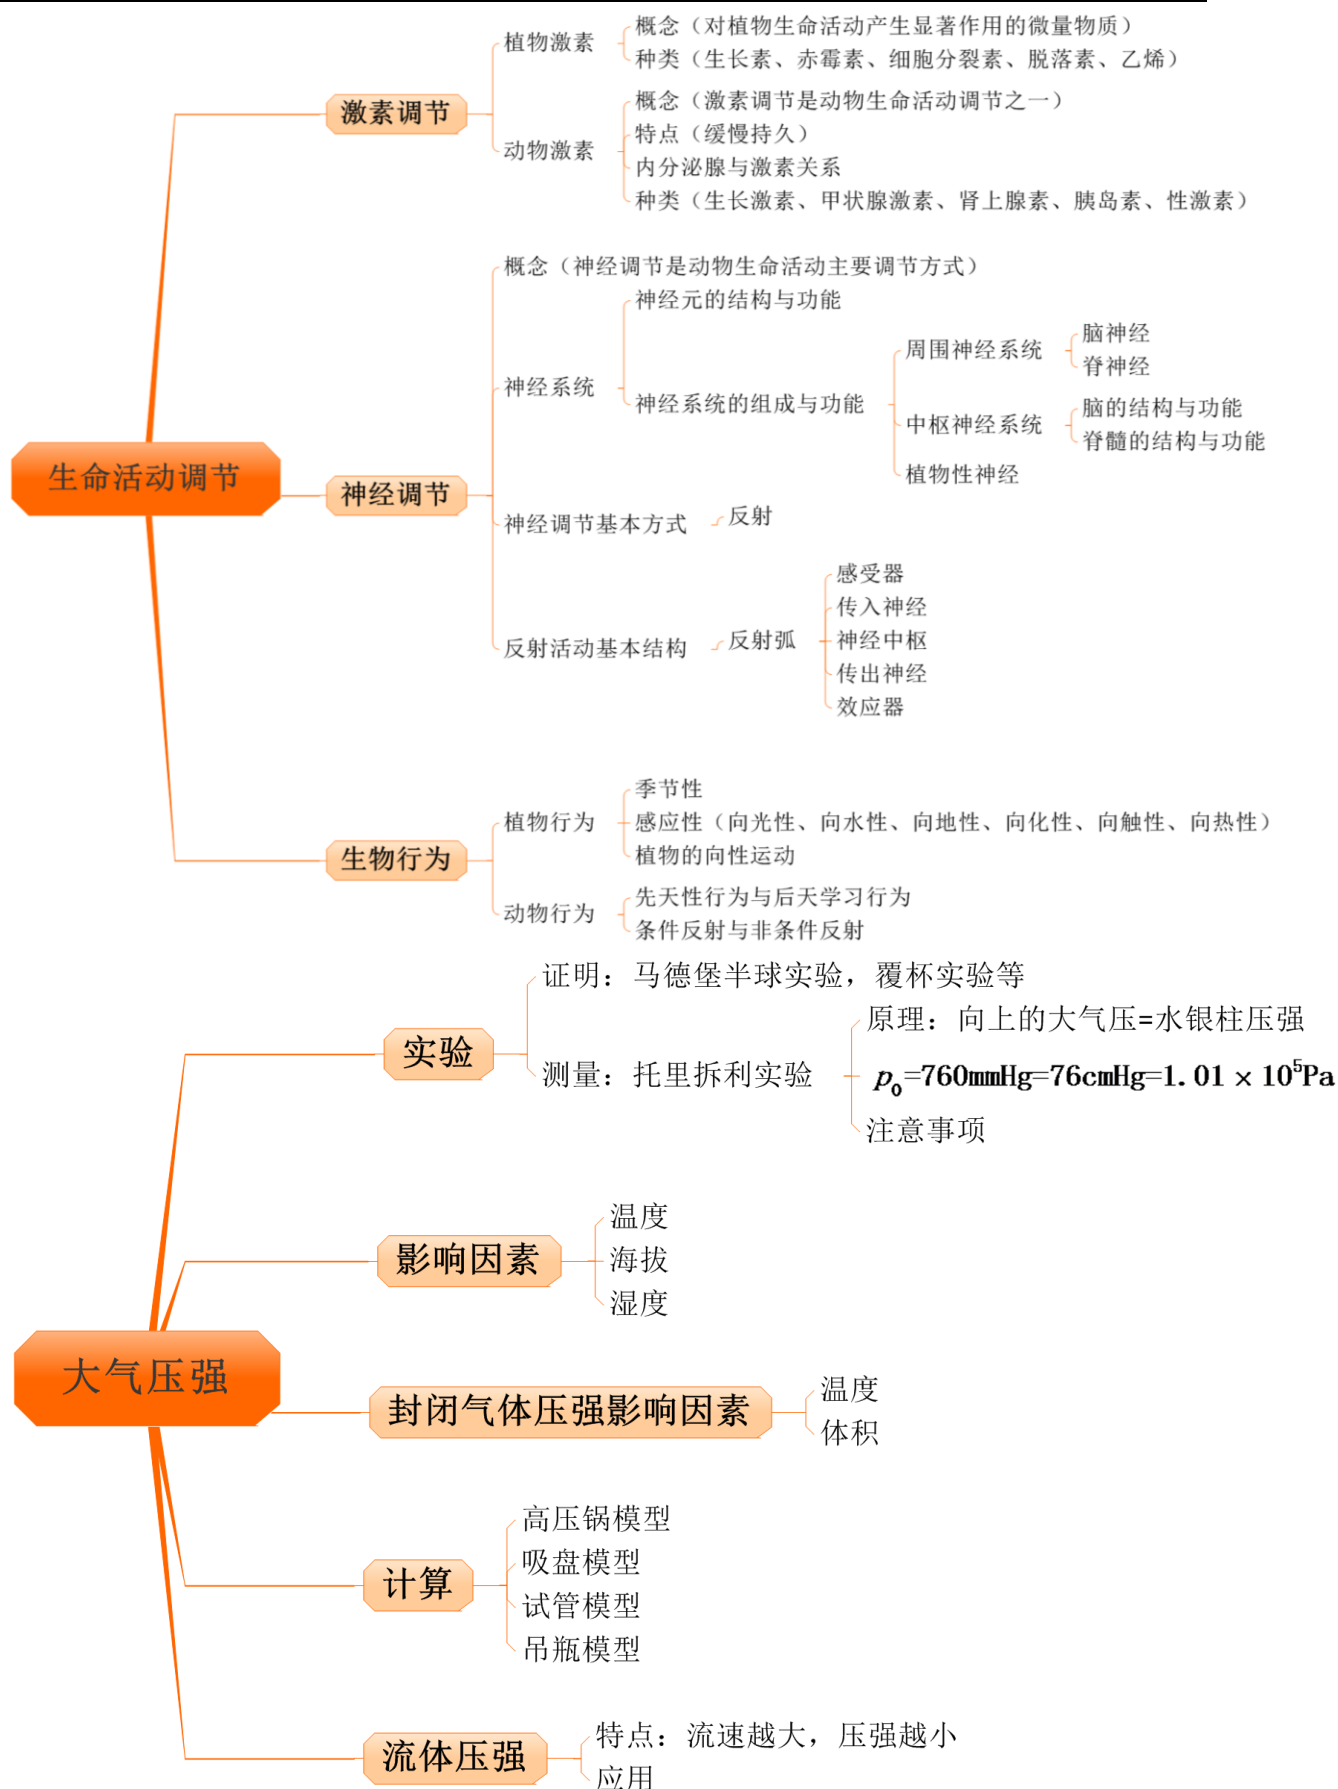 植物激素
概念（对植物生命活动产生显著作用的微量物质）
种类（生长素、赤霉素、细胞分裂素、脱落素、乙烯）
激素调节
动物激素
概念（激素调节是动物生命活动调节之一）
特点（缓慢持久）
内分泌腺与激素关系
种类（生长激素、甲状腺激素、肾上腺素、胰岛素、性激素）
生命活动调节
神经调节
概念（神经调节是动物生命活动主要调节方式）
神经系统
神经元的结构与功能
神经系统的组成与功能
周围神经系统
脑神经
脊神经
中枢神经系统
脑的结构与功能
脊髓的结构与功能
植物性神经
神经调节基本方式
反射
反射活动基本结构
反射弧
感受器
传入神经
神经中枢
传出神经
效应器
生物行为
植物行为
季节性
感应性（向光性、向水性、向地性、向化性、向触性、向热性）
植物的向性运动
动物行为
先天性行为与后天学习行为
条件反射与非条件反射
大气压强
实验
证明：马德堡半球实验，覆杯实验等
测量：托里拆利实验
原理：向上的大气压=水银柱压强
p₀=760mmHg=76cmHg=1.01×10⁵Pa
注意事项
影响因素
温度
海拔
湿度
封闭气体压强影响因素
温度
体积
计算
高压锅模型
吸盘模型
试管模型
吊瓶模型
流体压强
特点：流速越大，压强越小
应用